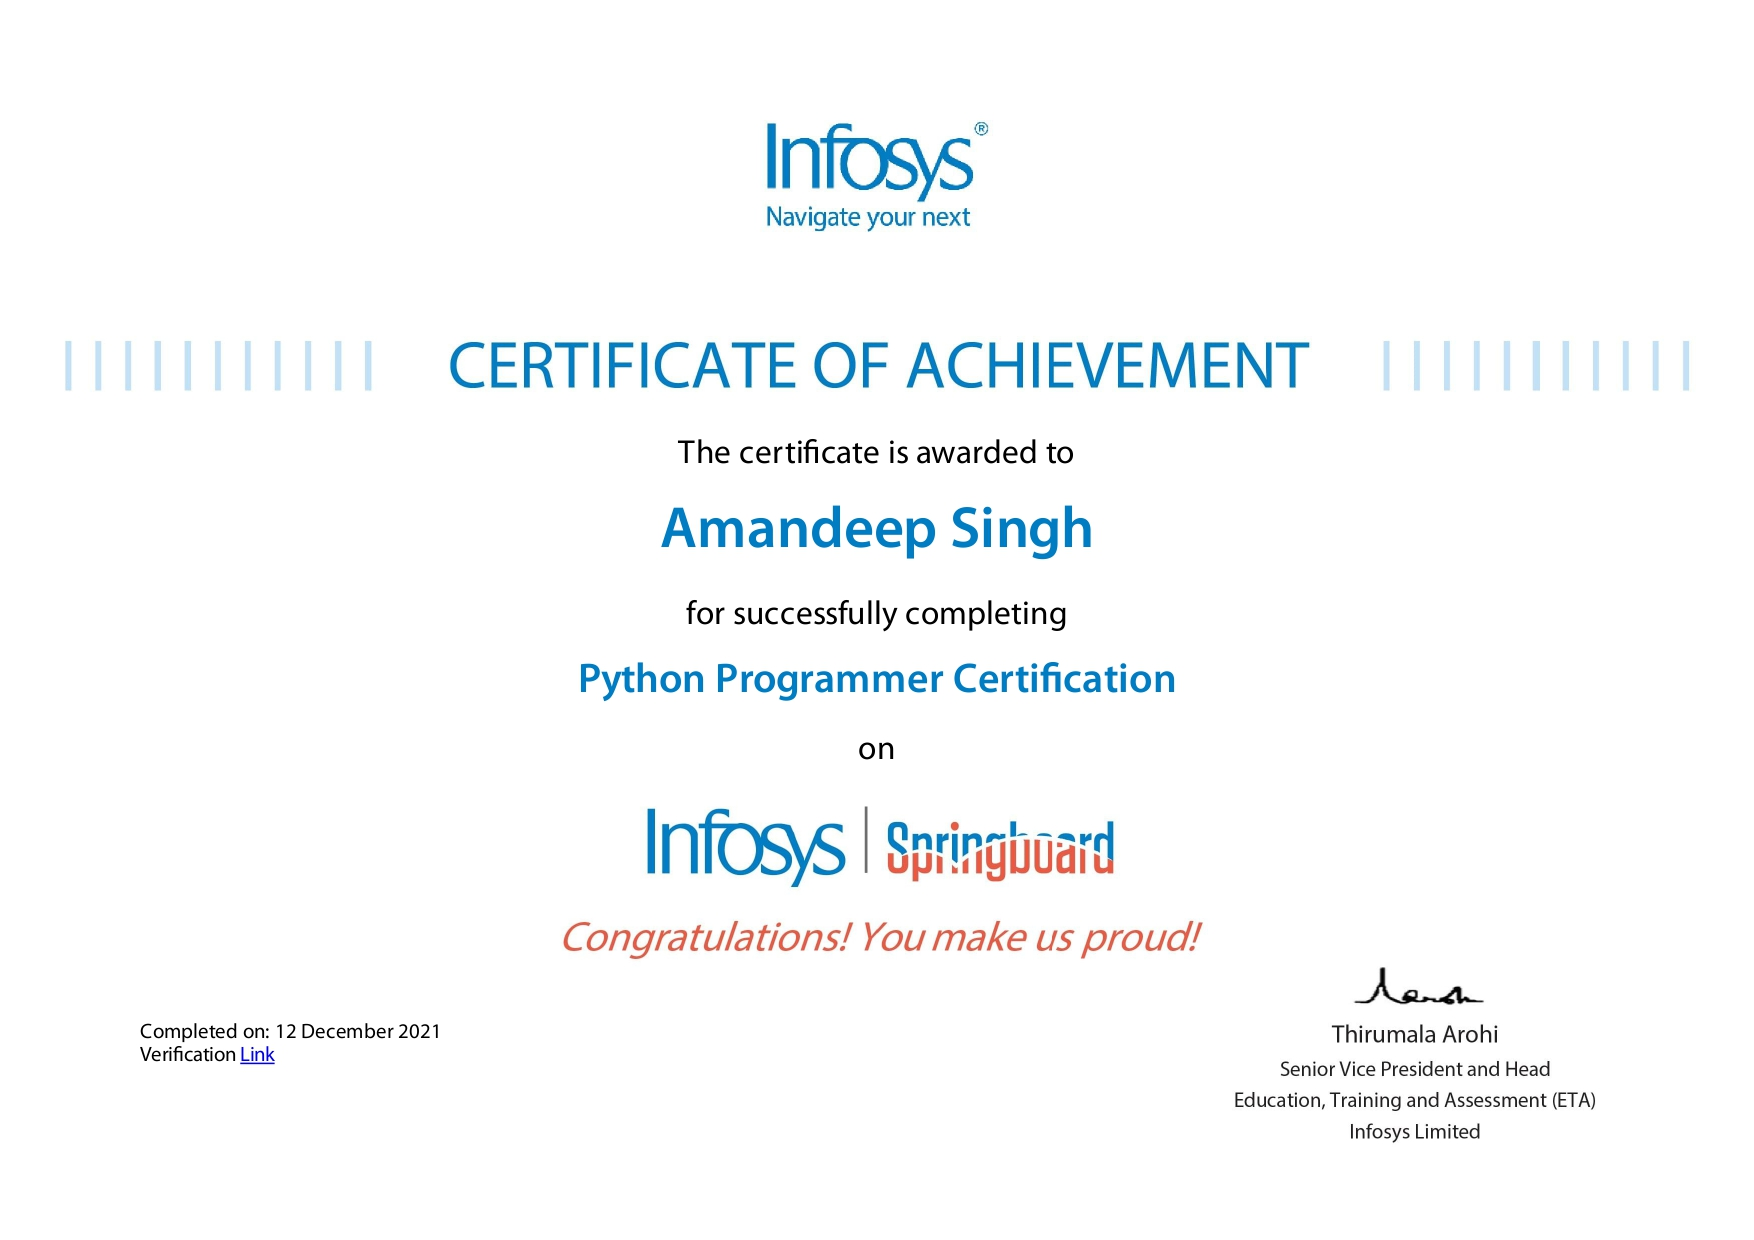 Infosys®
Navigate your next
CERTIFICATE OF ACHIEVEMENT
The certificate is awarded to
Amandeep Singh
for successfully completing
Python Programmer Certification
on
Infosys | Springboard
Congratulations! You make us proud!
Completed on: 12 December 2021
Verification Link
Thirumala Arohi
Senior Vice President and Head
Education, Training and Assessment (ETA)
Infosys Limited